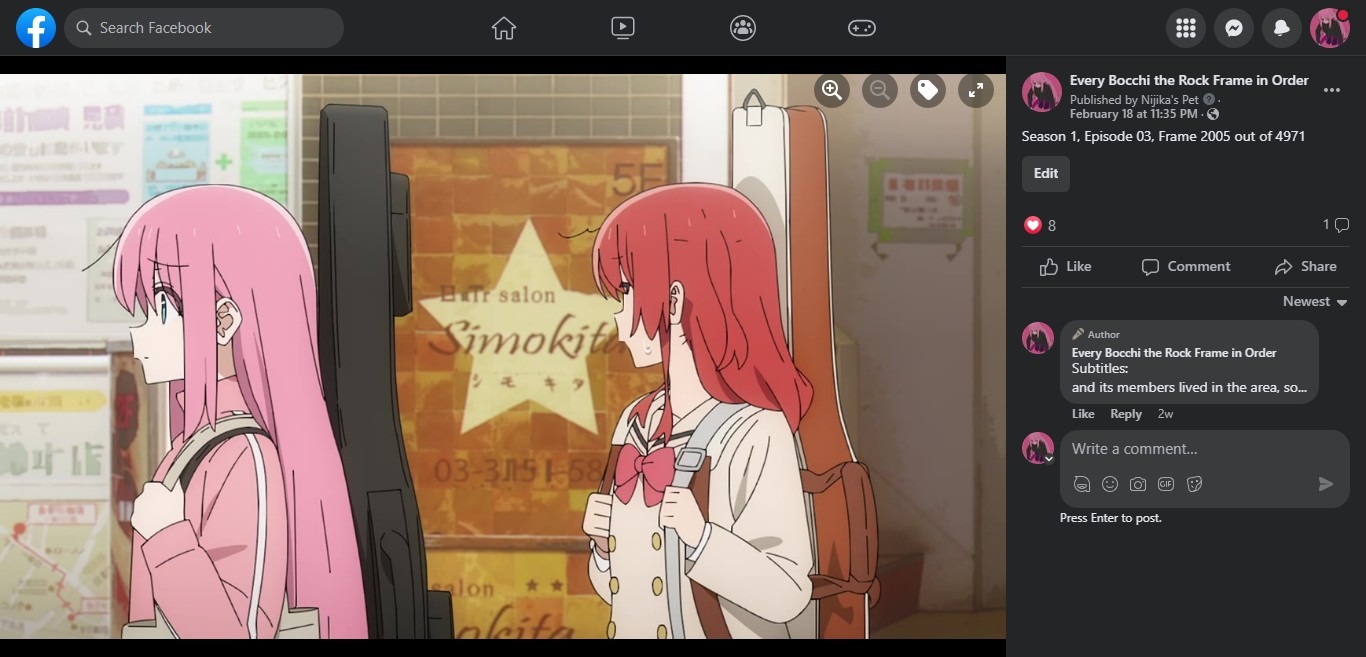 Search Facebook
5F
Simokita
シモキタ
salon
Every Bocchi the Rock Frame in Order
Published by Nijika's Pet
February 18 at 11:35 PM
Season 1, Episode 03, Frame 2005 out of 4971
Edit
8
1
Like
Comment
Share
Newest
Author
Every Bocchi the Rock Frame in Order
Subtitles:
and its members lived in the area, so...
Like Reply 2w
Write a comment...
GIF
Press Enter to post.